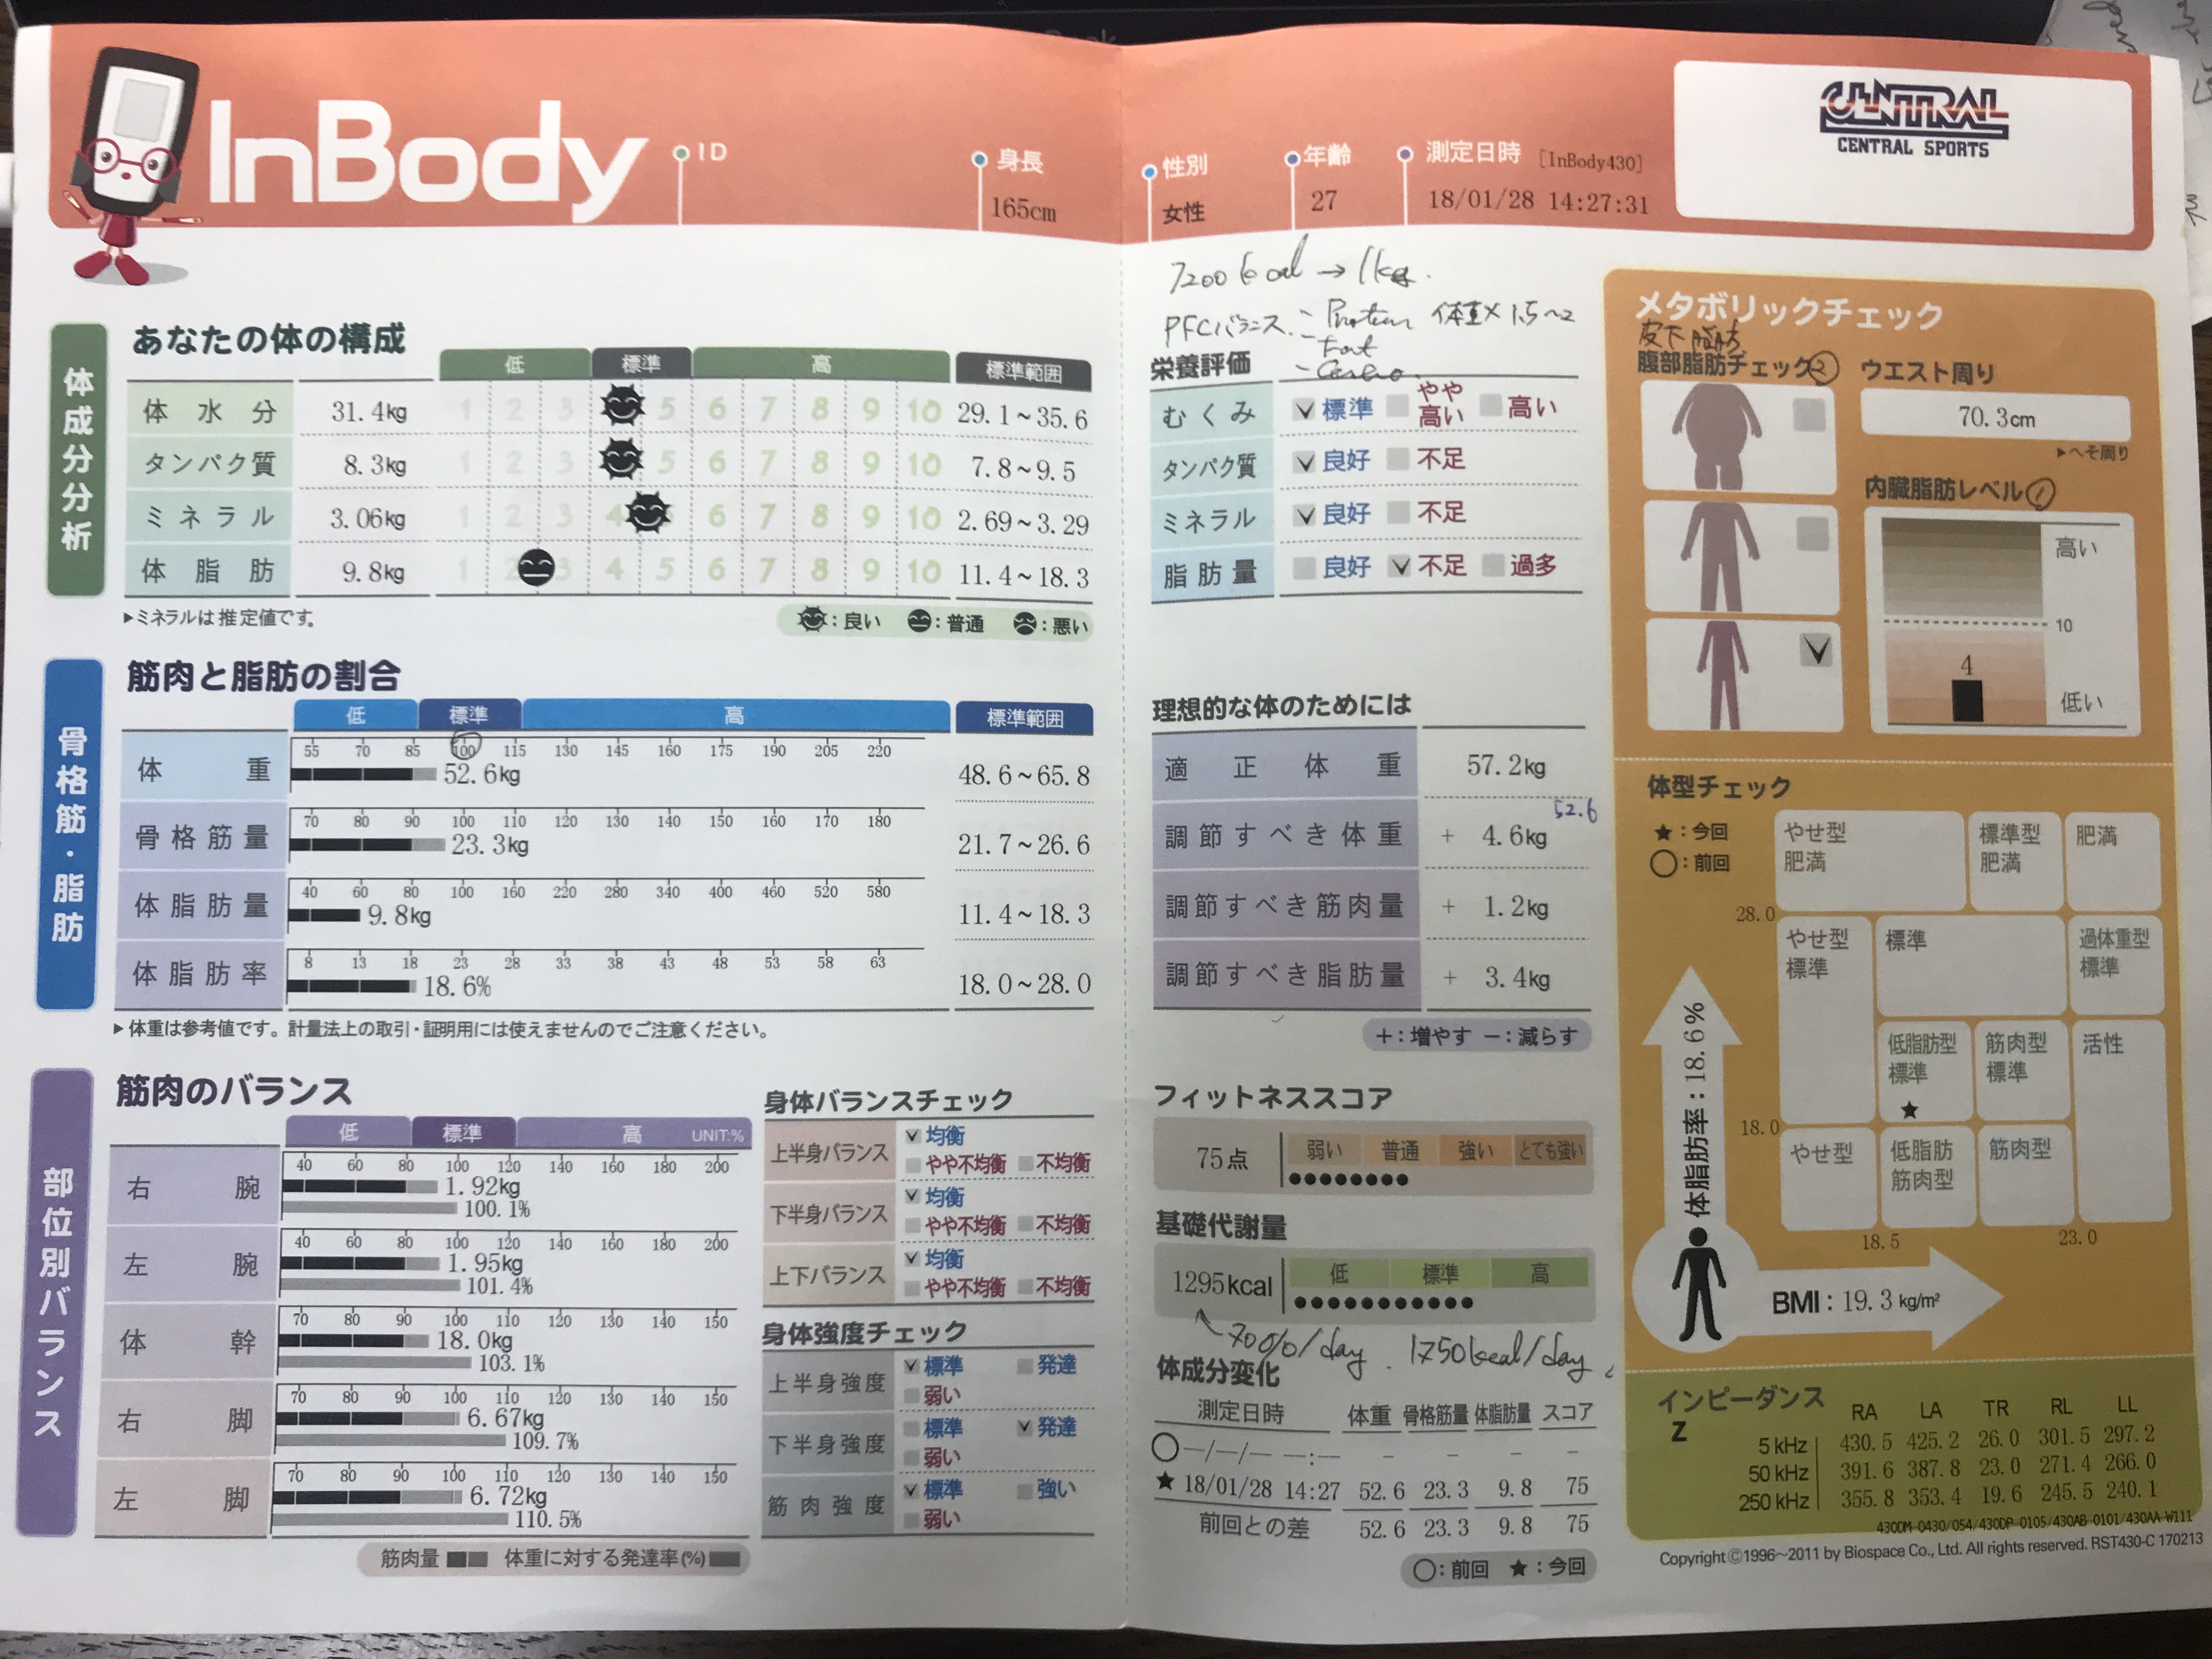 InBody
ID
身長
165cm
性別
女性
年齢
27
測定日時 [InBody430]
18/01/28 14:27:31
CENTRAL
CENTRAL SPORTS
7200 kcal → 1kg.
PFCバランス. - Protein 体重×1.5~2
- Fat
体成分分析
あなたの体の構成
低 標準 高 標準範囲
体水分 31.4kg 1 2 3 5 6 7 8 9 10 29.1~35.6
タンパク質 8.3kg 1 2 3 5 6 7 8 9 10 7.8~9.5
ミネラル 3.06kg 1 2 3 4 6 7 8 9 10 2.69~3.29
体脂肪 9.8kg 1 2 3 4 5 6 7 8 9 10 11.4~18.3
▶ミネラルは推定値です。
:良い :普通 :悪い
骨格筋・脂肪
筋肉と脂肪の割合
低 標準 高 標準範囲
体重 55 70 85 100 115 130 145 160 175 190 205 220
52.6kg 48.6~65.8
骨格筋量 70 80 90 100 110 120 130 140 150 160 170 180
23.3kg 21.7~26.6
体脂肪量 40 60 80 100 160 220 280 340 400 460 520 580
9.8kg 11.4~18.3
体脂肪率 8 13 18 23 28 33 38 43 48 53 58 63
18.6% 18.0~28.0
▶体重は参考値です。計量法上の取引・証明用には使えませんのでご注意ください。
部位別バランス
筋肉のバランス
低 標準 高 UNIT:%
右腕 40 60 80 100 120 140 160 180 200
1.92kg
100.1%
左腕 40 60 80 100 120 140 160 180 200
1.95kg
101.4%
体幹 70 80 90 100 110 120 130 140 150
18.0kg
103.1%
右脚 70 80 90 100 110 120 130 140 150
6.67kg
109.7%
左脚 70 80 90 100 110 120 130 140 150
6.72kg
110.5%
筋肉量 体重に対する発達率(%)
身体バランスチェック
上半身バランス ✓均衡
やや不均衡 不均衡
下半身バランス ✓均衡
やや不均衡 不均衡
上下バランス ✓均衡
やや不均衡 不均衡
身体強度チェック
上半身強度 ✓標準 発達
弱い
下半身強度 標準 ✓発達
弱い
筋肉強度 ✓標準 強い
弱い
栄養評価
むくみ ✓標準 やや高い 高い
タンパク質 ✓良好 不足
ミネラル ✓良好 不足
脂肪量 良好 ✓不足 過多
理想的な体のためには
適正体重 57.2kg
52.6
調節すべき体重 + 4.6kg
調節すべき筋肉量 + 1.2kg
調節すべき脂肪量 + 3.4kg
+:増やす −:減らす
フィットネススコア
75点 弱い 普通 強い とても強い
基礎代謝量
1295kcal 低 標準 高
70%/day. 1750kcal/day.
体成分変化
測定日時 体重 骨格筋量 体脂肪量 スコア
○−/−/− −:− − − − −
★ 18/01/28 14:27 52.6 23.3 9.8 75
前回との差 52.6 23.3 9.8 75
○:前回 ★:今回
メタボリックチェック
皮下脂肪
腹部脂肪チェック②
ウエスト周り
70.3cm
▶へそ周り
内臓脂肪レベル①
高い
10
4
低い
体型チェック
★:今回
○:前回
やせ型肥満 標準型肥満 肥満
28.0
やせ型標準 標準 過体重型標準
低脂肪型標準 筋肉型標準 活性
★
18.0
やせ型 低脂肪筋肉型 筋肉型
18.5 23.0
体脂肪率:18.6%
BMI:19.3 kg/m²
インピーダンス RA LA TR RL LL
Z
5 kHz 430.5 425.2 26.0 301.5 297.2
50 kHz 391.6 387.8 23.0 271.4 266.0
250 kHz 355.8 353.4 19.6 245.5 240.1
430DM-0430/054/430DP-0105/430AB-0101/430AA-W111
Copyright ©1996~2011 by Biospace Co., Ltd. All rights reserved. RST430-C 170213